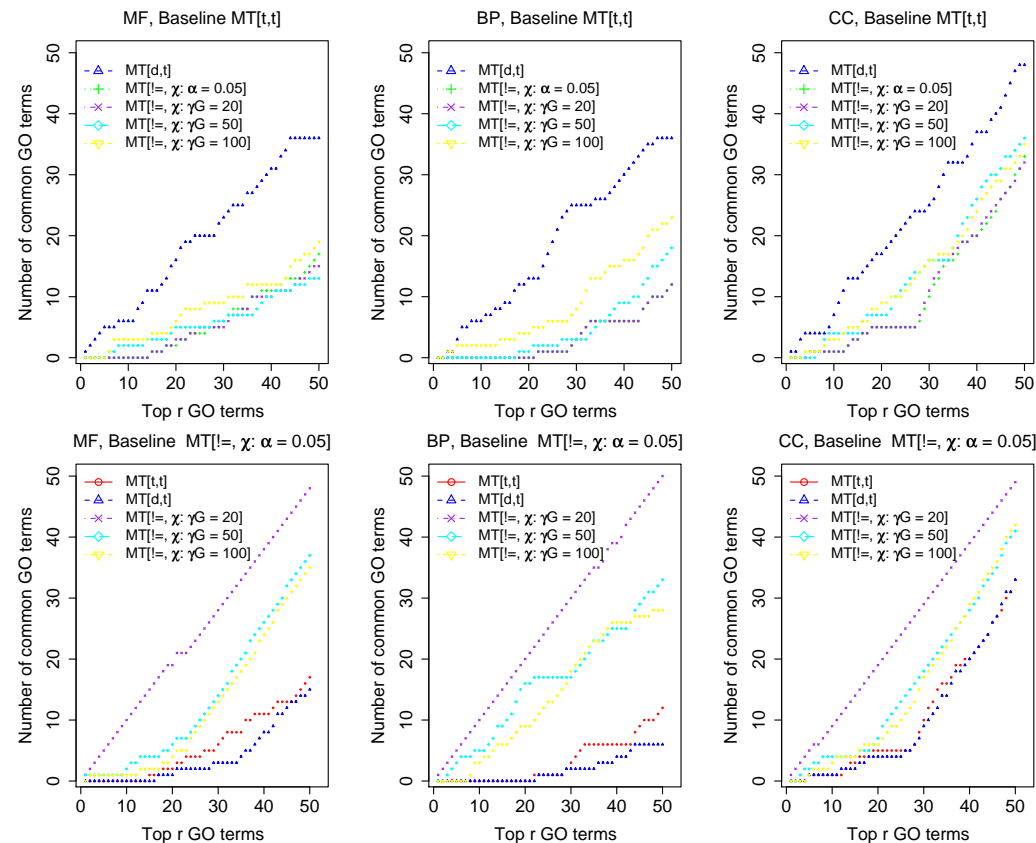 MF, Baseline MT[t,t]
Number of common GO terms
50
40
30
20
10
0
MT[d,t]
MT[!=, χ: α = 0.05]
MT[!=, χ: γG = 20]
MT[!=, χ: γG = 50]
MT[!=, χ: γG = 100]
0 10 20 30 40 50
Top r GO terms
BP, Baseline MT[t,t]
Number of common GO terms
50
40
30
20
10
0
MT[d,t]
MT[!=, χ: α = 0.05]
MT[!=, χ: γG = 20]
MT[!=, χ: γG = 50]
MT[!=, χ: γG = 100]
0 10 20 30 40 50
Top r GO terms
CC, Baseline MT[t,t]
Number of common GO terms
50
40
30
20
10
0
MT[d,t]
MT[!=, χ: α = 0.05]
MT[!=, χ: γG = 20]
MT[!=, χ: γG = 50]
MT[!=, χ: γG = 100]
0 10 20 30 40 50
Top r GO terms
MF, Baseline MT[!=, χ: α = 0.05]
Number of common GO terms
50
40
30
20
10
0
MT[t,t]
MT[d,t]
MT[!=, χ: γG = 20]
MT[!=, χ: γG = 50]
MT[!=, χ: γG = 100]
0 10 20 30 40 50
Top r GO terms
BP, Baseline MT[!=, χ: α = 0.05]
Number of common GO terms
50
40
30
20
10
0
MT[t,t]
MT[d,t]
MT[!=, χ: γG = 20]
MT[!=, χ: γG = 50]
MT[!=, χ: γG = 100]
0 10 20 30 40 50
Top r GO terms
CC, Baseline MT[!=, χ: α = 0.05]
Number of common GO terms
50
40
30
20
10
0
MT[t,t]
MT[d,t]
MT[!=, χ: γG = 20]
MT[!=, χ: γG = 50]
MT[!=, χ: γG = 100]
0 10 20 30 40 50
Top r GO terms